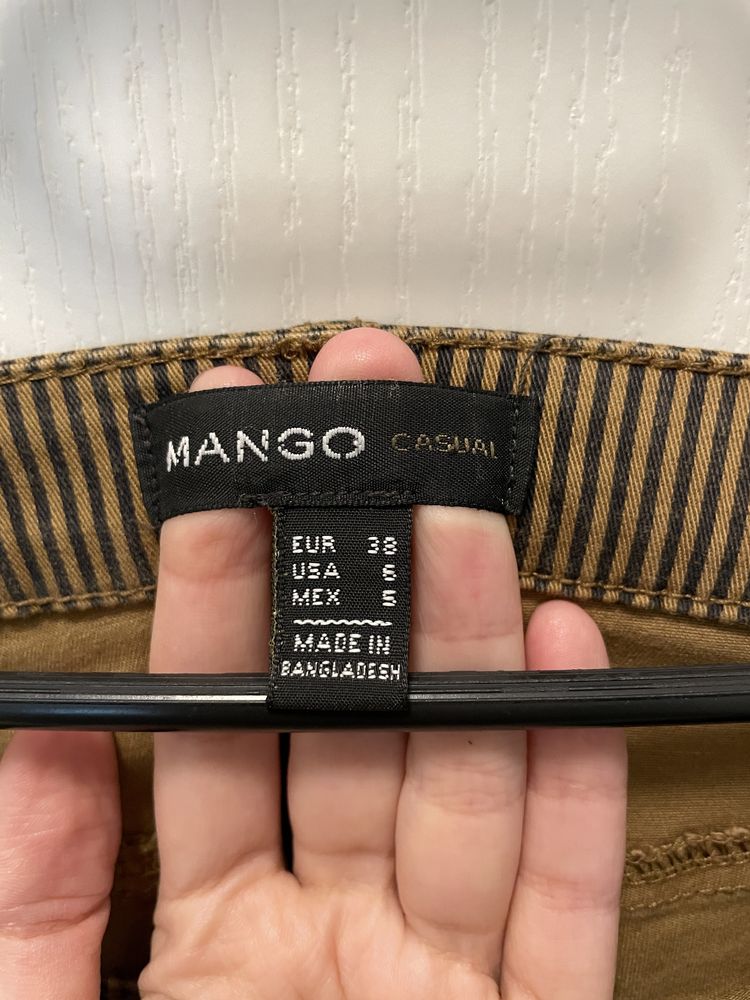 MANGO CASUAL
EUR 38
USA 6
MEX 5
MADE IN
BANGLADESH